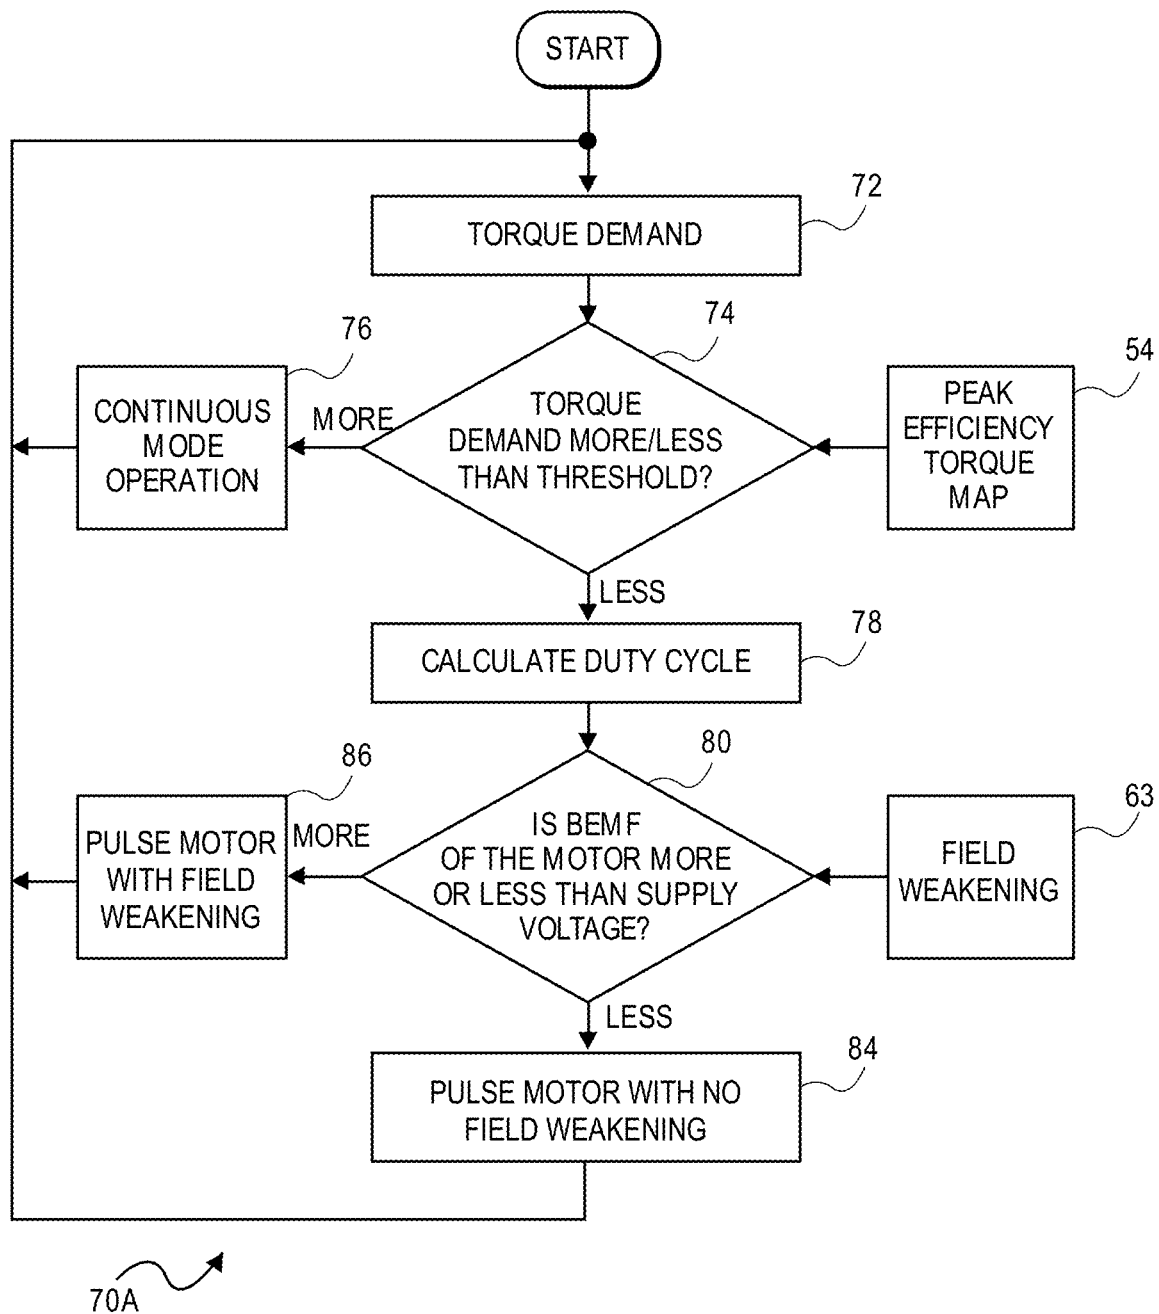 START
72
TORQUE DEMAND
74
76
54
CONTINUOUS
MODE
OPERATION
MORE
TORQUE
DEMAND MORE/LESS
THAN THRESHOLD?
PEAK
EFFICIENCY
TORQUE
MAP
LESS
78
CALCULATE DUTY CYCLE
80
86
63
PULSE MOTOR
WITH FIELD
WEAKENING
MORE
IS BEMF
OF THE MOTOR MORE
OR LESS THAN SUPPLY
VOLTAGE?
FIELD
WEAKENING
LESS
84
PULSE MOTOR WITH NO
FIELD WEAKENING
70A